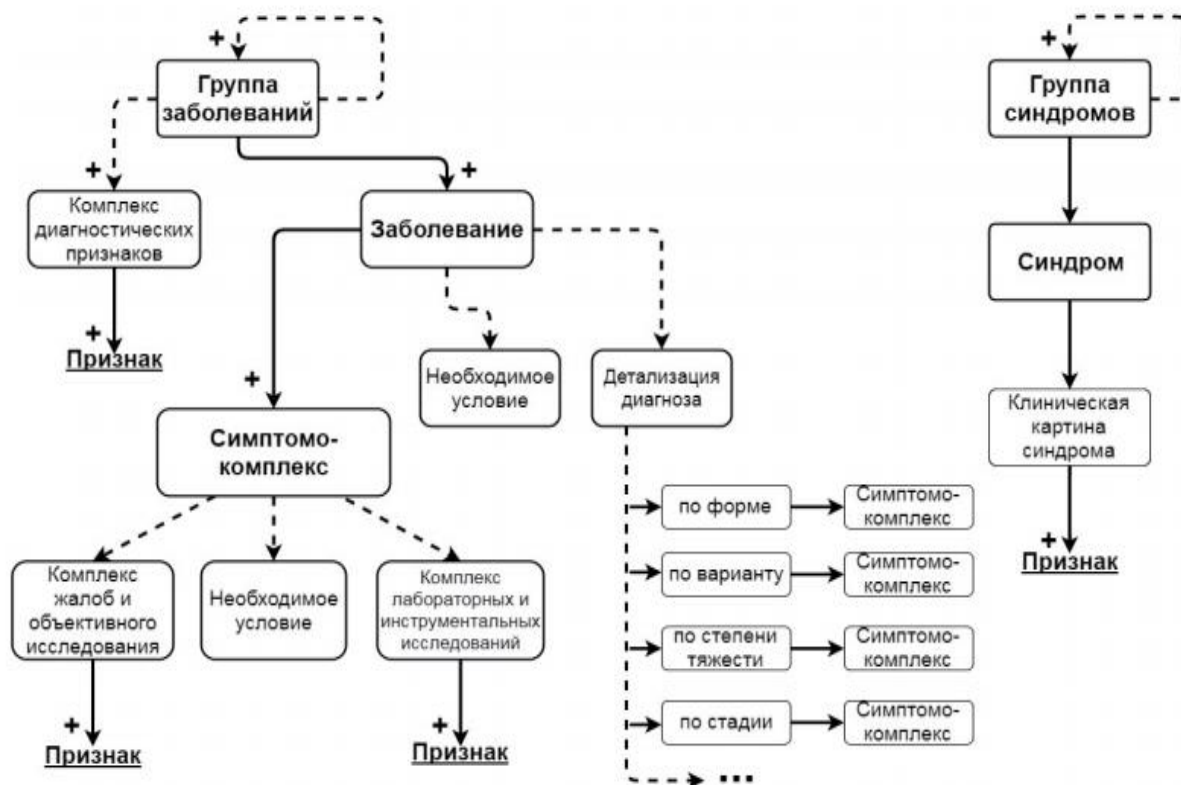 +
+
Группа
заболеваний
Группа
синдромов
+
+
Комплекс
диагностических
признаков
Заболевание
Синдром
+
Признак
+
Необходимое
условие
Детализация
диагноза
Клиническая
картина
синдрома
Симптомо-
комплекс
по форме
Симптомо-
комплекс
+
Признак
Комплекс
жалоб и
объективного
исследования
Необходимое
условие
Комплекс
лабораторных и
инструментальных
исследований
по варианту
Симптомо-
комплекс
по степени
тяжести
Симптомо-
комплекс
+
Признак
+
Признак
по стадии
Симптомо-
комплекс
...